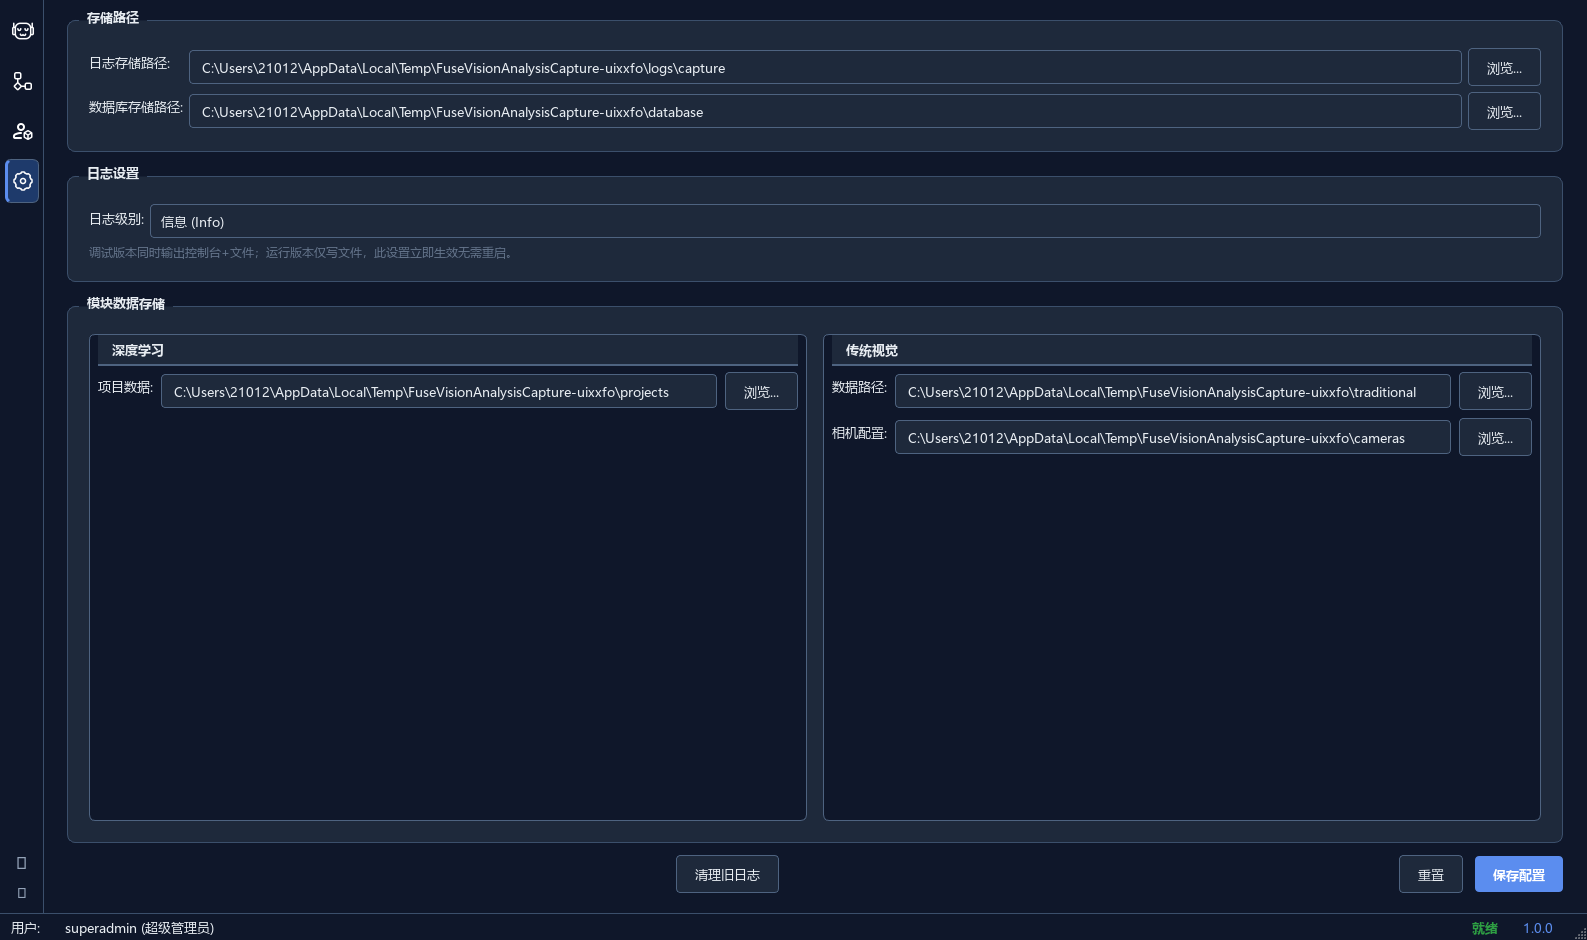 存储路径
日志存储路径: C:\Users\21012\AppData\Local\Temp\FuseVisionAnalysisCapture-uixxfo\logs\capture 浏览...
数据库存储路径: C:\Users\21012\AppData\Local\Temp\FuseVisionAnalysisCapture-uixxfo\database 浏览...
日志设置
日志级别: 信息 (Info)
调试版本同时输出控制台+文件；运行版本仅写文件，此设置立即生效无需重启。
模块数据存储
深度学习
项目数据: C:\Users\21012\AppData\Local\Temp\FuseVisionAnalysisCapture-uixxfo\projects 浏览...
传统视觉
数据路径: C:\Users\21012\AppData\Local\Temp\FuseVisionAnalysisCapture-uixxfo\traditional 浏览...
相机配置: C:\Users\21012\AppData\Local\Temp\FuseVisionAnalysisCapture-uixxfo\cameras 浏览...
清理旧日志 重置 保存配置
用户: superadmin (超级管理员) 就绪 1.0.0